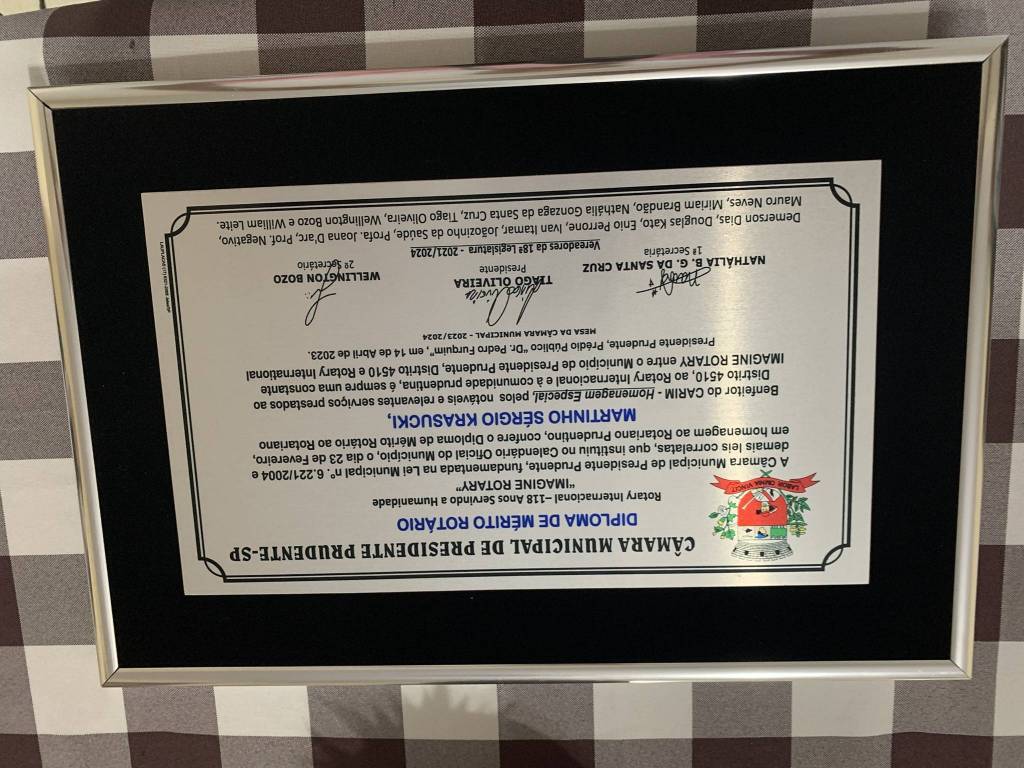 CÂMARA MUNICIPAL DE PRESIDENTE PRUDENTE-SP
DIPLOMA DE MÉRITO ROTÁRIO
Rotary Internacional –118 Anos Servindo a Humanidade
"IMAGINE ROTARY"
LABOR OMNIA VINCIT
A Câmara Municipal de Presidente Prudente, fundamentada na Lei Municipal nº. 6.227/2004 e
demais leis correlatas, que instituiu no Calendário Oficial do Município, o dia 23 de Fevereiro,
em homenagem ao Rotariano Prudentino, confere o Diploma de Mérito Rotário ao Rotariano
MARTINHO SÉRGIO KRASUCKI,
Benfeitor do CARIM - Homenagem Especial, pelos notáveis e relevantes serviços prestados ao
Distrito 4510, ao Rotary Internacional e à comunidade prudentina, é sempre uma constante
IMAGINE ROTARY entre o Município de Presidente Prudente, Distrito 4510 e Rotary International
Presidente Prudente, Prédio Público "Dr. Pedro Furquim", em 14 de Abril de 2023.
MESA DA CÂMARA MUNICIPAL - 2023/2024
NATHÁLIA B. G. DA SANTA CRUZ TIAGO OLIVEIRA WELLINGTON BOZO
1ª Secretária Presidente 2º Secretário
Vereadores da 18ª Legislatura - 2021/2024
Demerson Dias, Douglas Kato, Enio Perrone, Ivan Itamar, Joãozinho da Saúde, Profa. Joana D'arc, Prof. Negativo,
Mauro Neves, Miriam Brandão, Nathália Gonzaga da Santa Cruz, Tiago Oliveira, Wellington Bozo e William Leite.